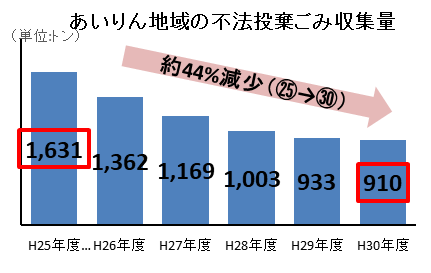 あいりん地域の不法投棄ごみ収集量
（単位:トン）
約44%減少（㉕→㉚）
1,631
1,362
1,169
1,003
933
910
H25年度...
H26年度
H27年度
H28年度
H29年度
H30年度